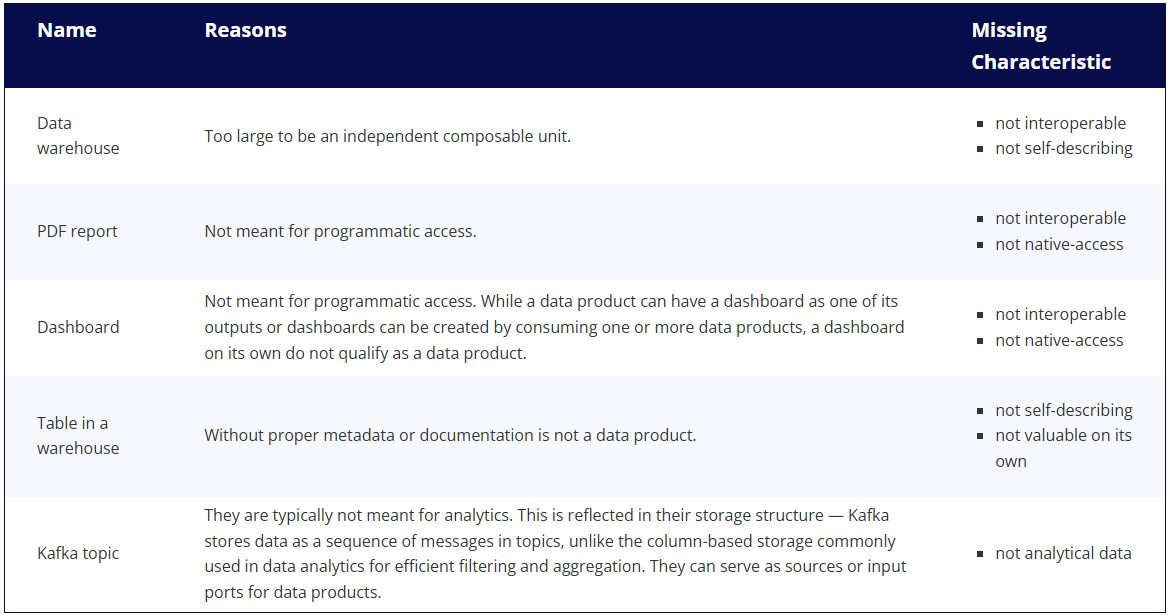 Name
Reasons
Missing
Characteristic
Data
warehouse
Too large to be an independent composable unit.
▪ not interoperable
▪ not self-describing
PDF report
Not meant for programmatic access.
▪ not interoperable
▪ not native-access
Dashboard
Not meant for programmatic access. While a data product can have a dashboard as one of its
outputs or dashboards can be created by consuming one or more data products, a dashboard
on its own do not qualify as a data product.
▪ not interoperable
▪ not native-access
Table in a
warehouse
Without proper metadata or documentation is not a data product.
▪ not self-describing
▪ not valuable on its
own
Kafka topic
They are typically not meant for analytics. This is reflected in their storage structure — Kafka
stores data as a sequence of messages in topics, unlike the column-based storage commonly
used in data analytics for efficient filtering and aggregation. They can serve as sources or input
ports for data products.
▪ not analytical data